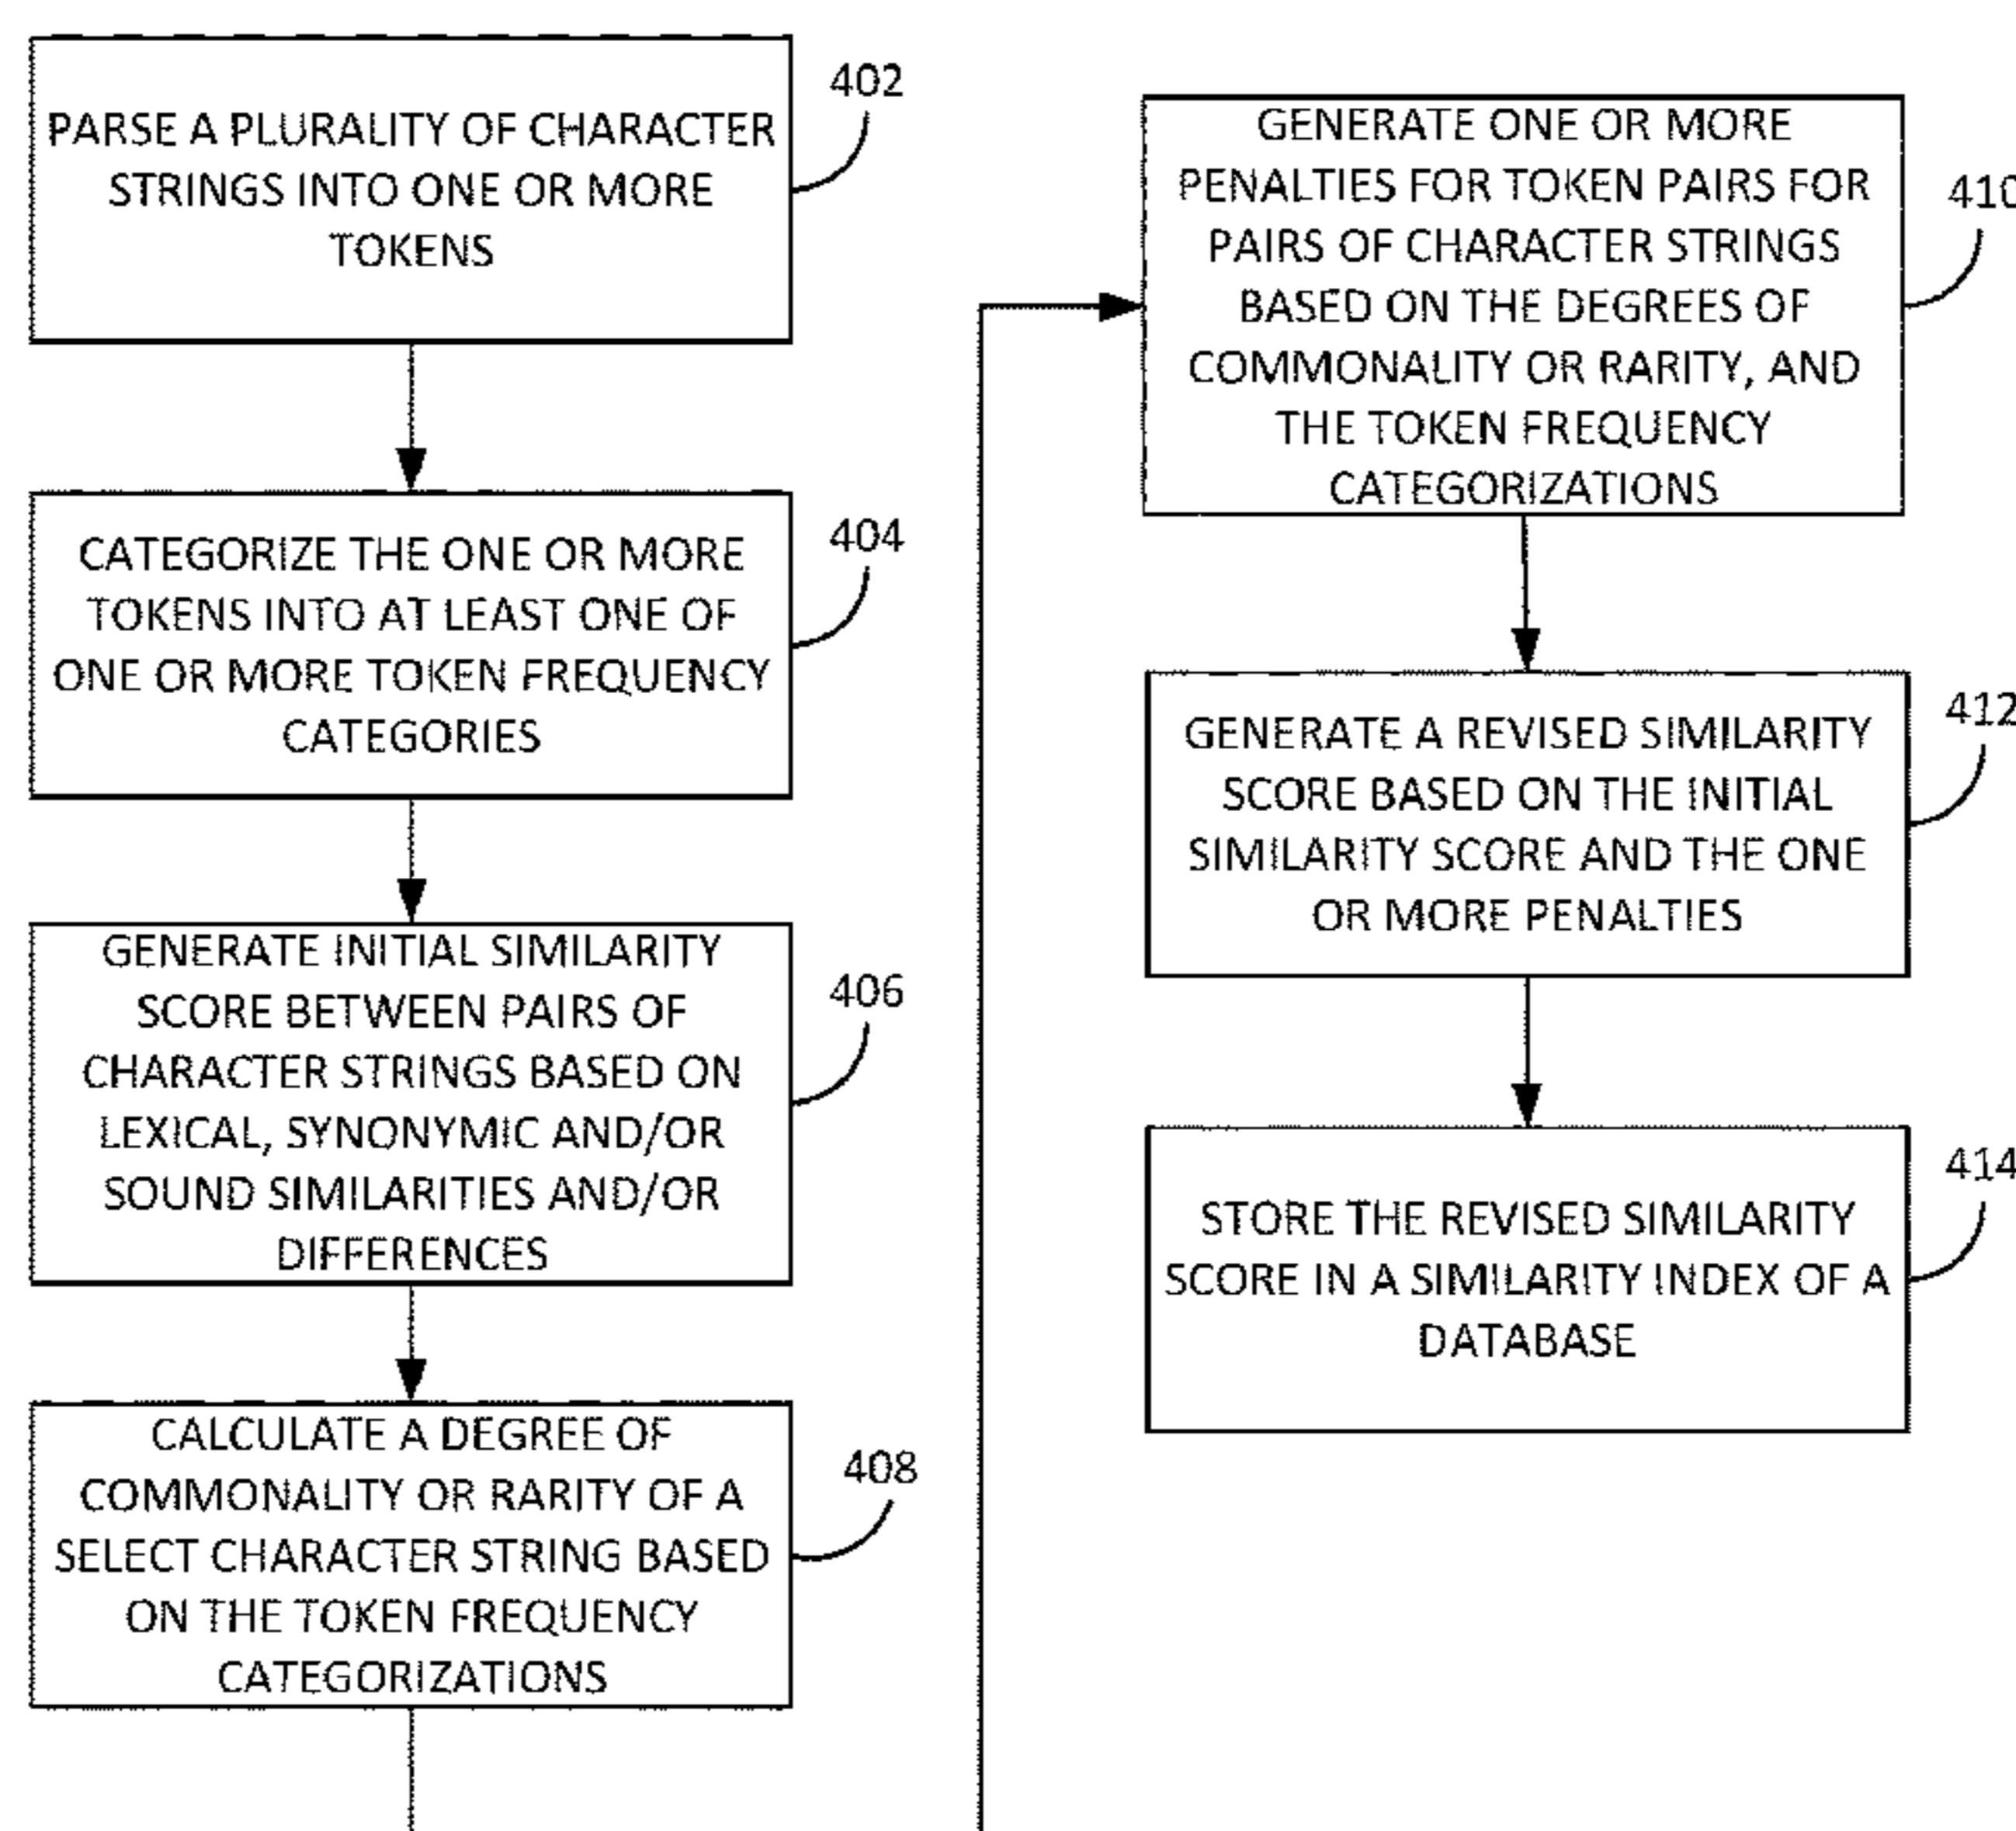 PARSE A PLURALITY OF CHARACTER
STRINGS INTO ONE OR MORE
TOKENS
402
CATEGORIZE THE ONE OR MORE
TOKENS INTO AT LEAST ONE OF
ONE OR MORE TOKEN FREQUENCY
CATEGORIES
404
GENERATE INITIAL SIMILARITY
SCORE BETWEEN PAIRS OF
CHARACTER STRINGS BASED ON
LEXICAL, SYNONYMIC AND/OR
SOUND SIMILARITIES AND/OR
DIFFERENCES
406
CALCULATE A DEGREE OF
COMMONALITY OR RARITY OF A
SELECT CHARACTER STRING BASED
ON THE TOKEN FREQUENCY
CATEGORIZATIONS
408
GENERATE ONE OR MORE
PENALTIES FOR TOKEN PAIRS FOR
PAIRS OF CHARACTER STRINGS
BASED ON THE DEGREES OF
COMMONALITY OR RARITY, AND
THE TOKEN FREQUENCY
CATEGORIZATIONS
410
GENERATE A REVISED SIMILARITY
SCORE BASED ON THE INITIAL
SIMILARITY SCORE AND THE ONE
OR MORE PENALTIES
412
STORE THE REVISED SIMILARITY
SCORE IN A SIMILARITY INDEX OF A
DATABASE
414